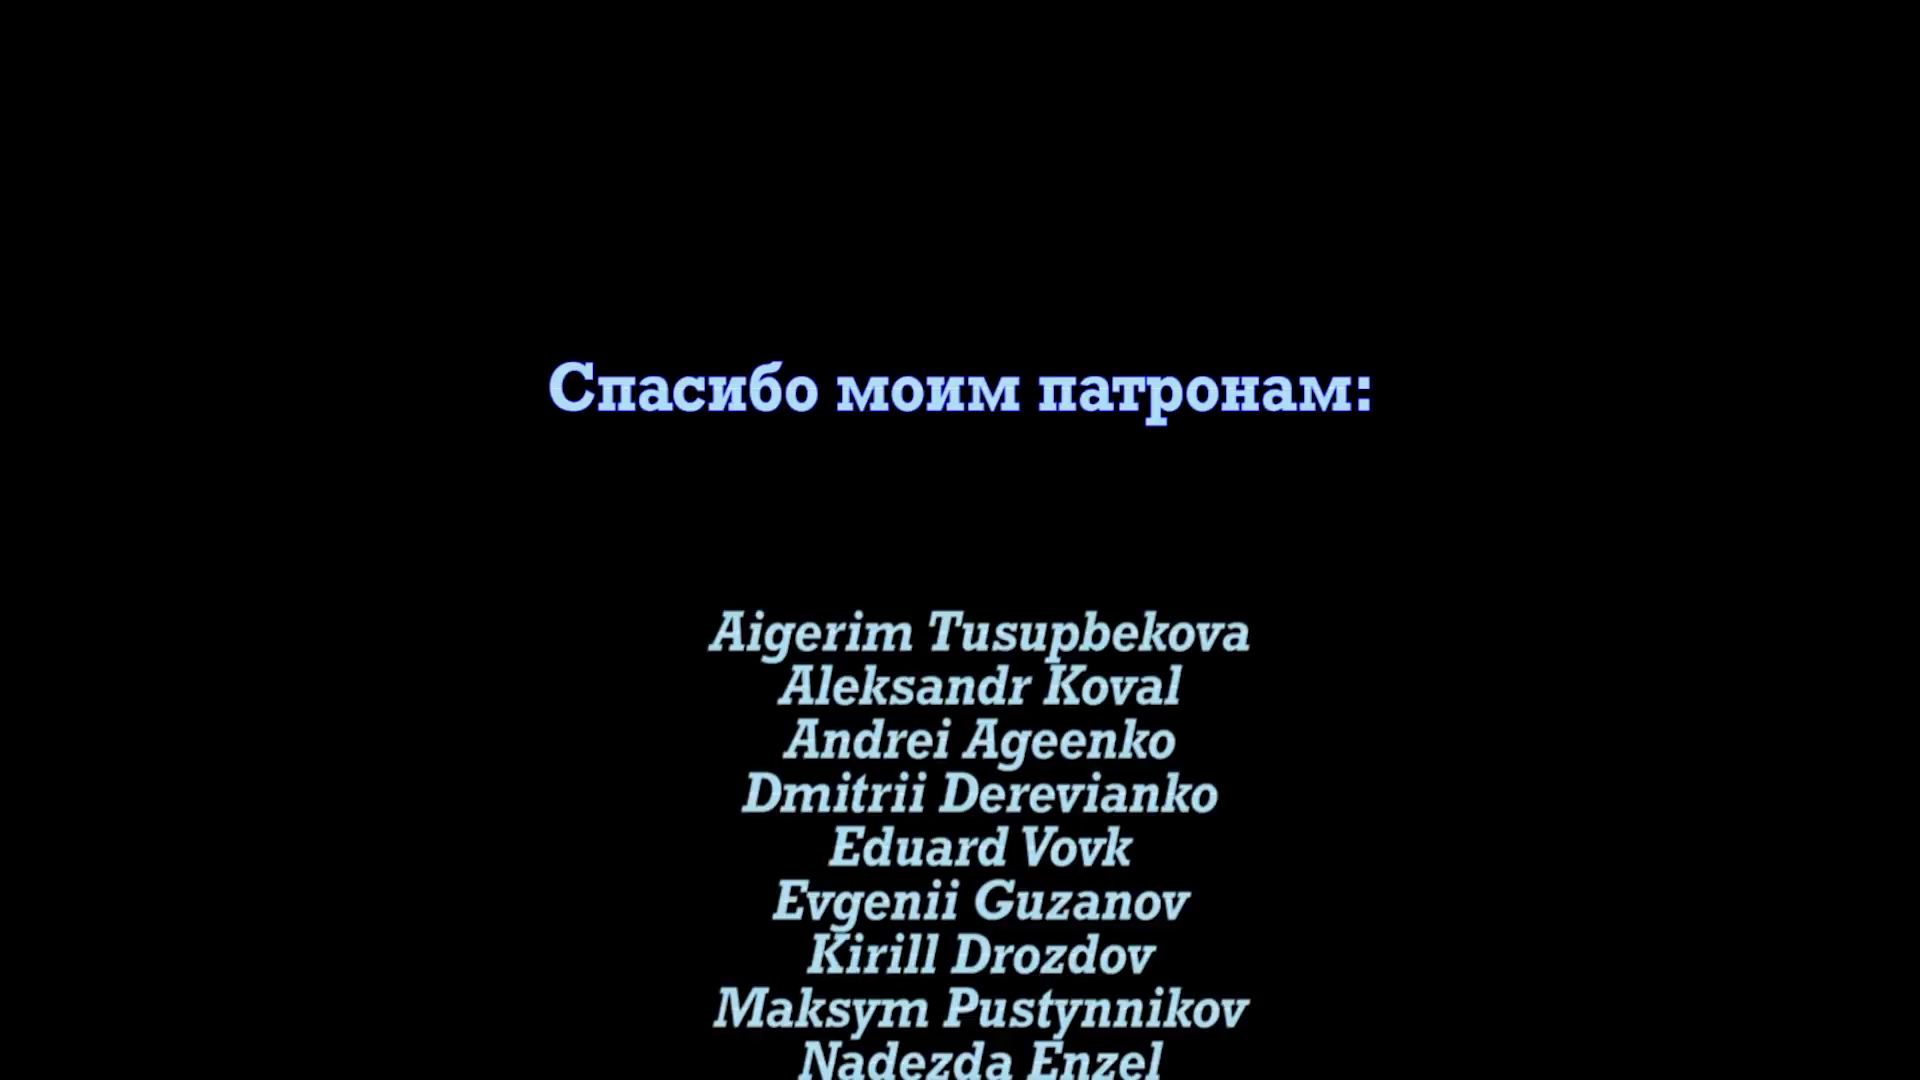 Спасибо моим патронам:
Aigerim Tusupbekova
Aleksandr Koval
Andrei Ageenko
Dmitrii Derevianko
Eduard Vovk
Evgenii Guzanov
Kirill Drozdov
Maksym Pustynnikov
Nadezda Enzel